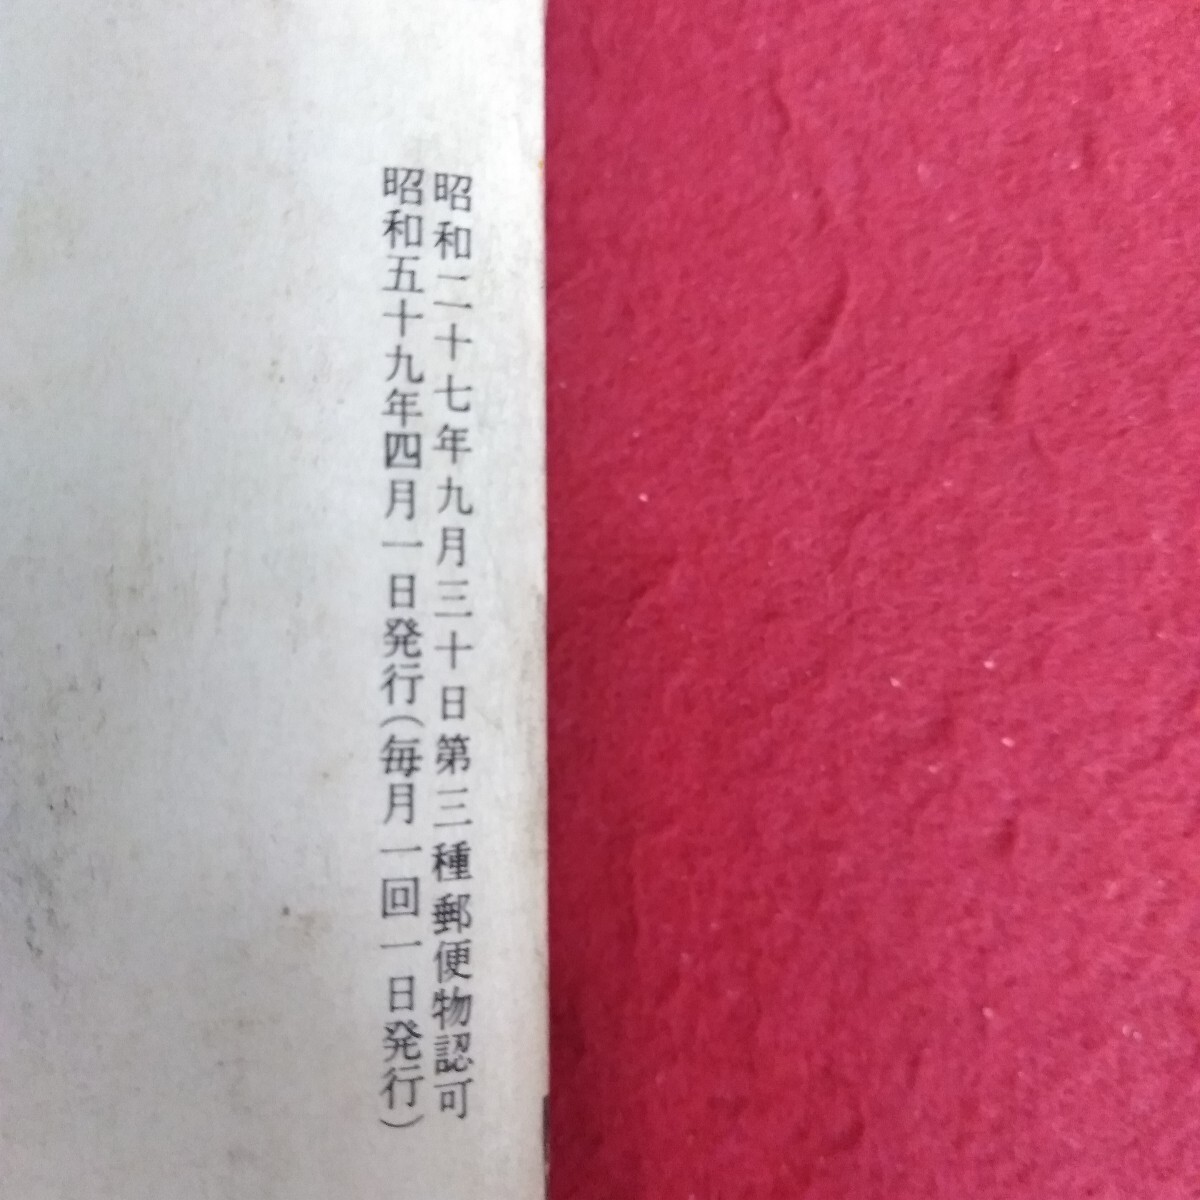 昭和二十七年九月三十日第三種郵便物認可
昭和五十九年四月一日発行(毎月一回一日発行)